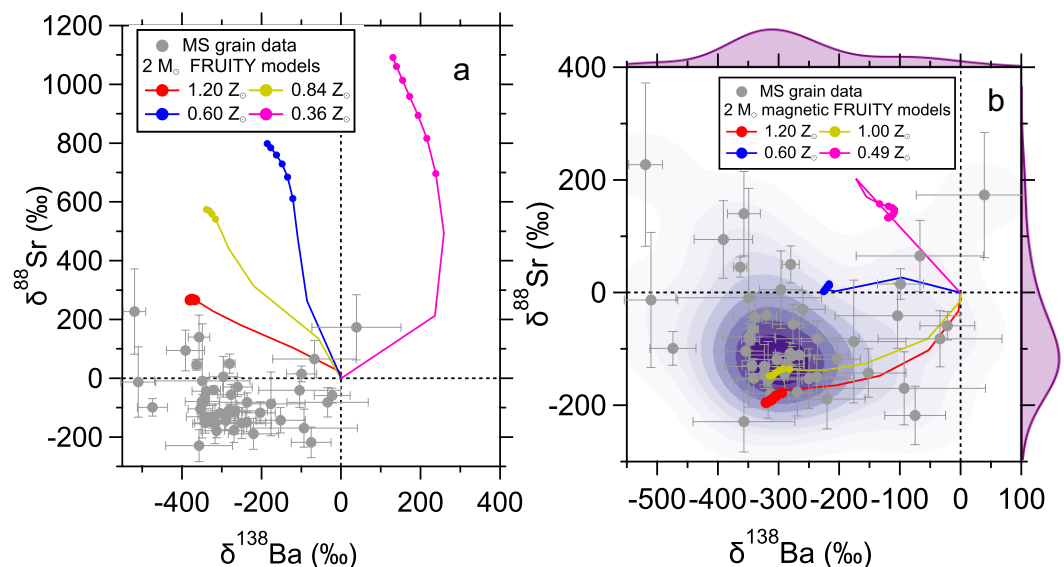 1200
1000
800
600
400
200
0
-200
δ⁸⁸Sr (‰)
MS grain data
2 M☉ FRUITY models
1.20 Z☉ 0.84 Z☉
0.60 Z☉ 0.36 Z☉
a
-400 -200 0 200 400
δ¹³⁸Ba (‰)
400
200
0
-200
δ⁸⁸Sr (‰)
MS grain data
2 M☉ magnetic FRUITY models
1.20 Z☉ 1.00 Z☉
0.60 Z☉ 0.49 Z☉
b
-500 -400 -300 -200 -100 0 100
δ¹³⁸Ba (‰)